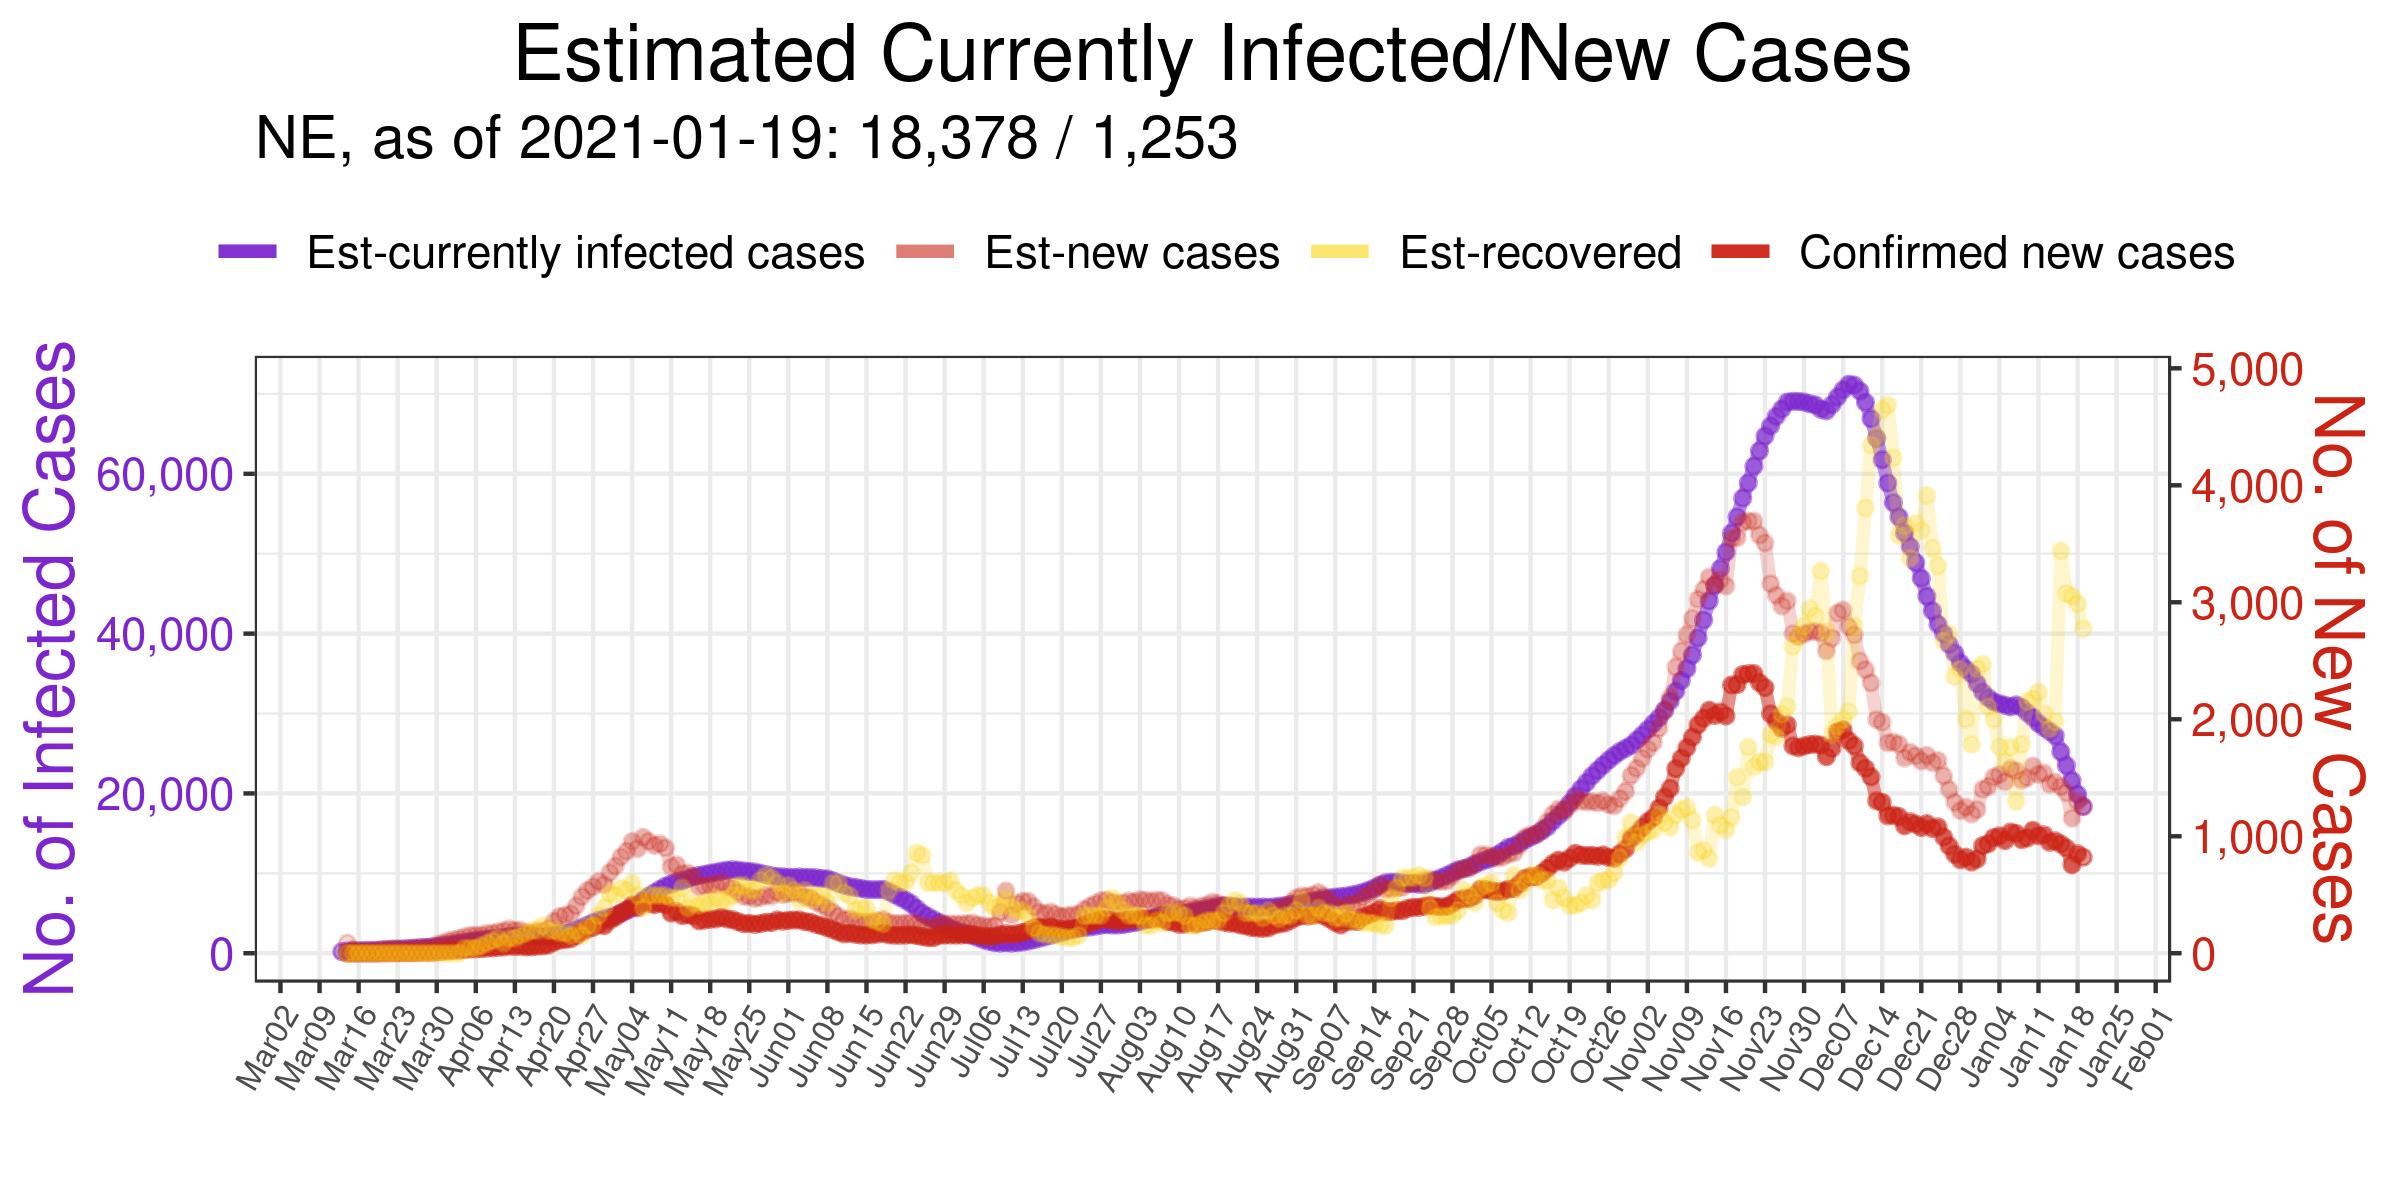 Estimated Currently Infected/New Cases
NE, as of 2021-01-19: 18,378 / 1,253
Est-currently infected cases Est-new cases Est-recovered Confirmed new cases
No. of Infected Cases
60,000
40,000
20,000
0
5,000
4,000
3,000
2,000
1,000
0
No. of New Cases
Mar02 Mar09 Mar16 Mar23 Mar30 Apr06 Apr13 Apr20 Apr27 May04 May11 May18 May25 Jun01 Jun08 Jun15 Jun22 Jun29 Jul06 Jul13 Jul20 Jul27 Aug03 Aug10 Aug17 Aug24 Aug31 Sep07 Sep14 Sep21 Sep28 Oct05 Oct12 Oct19 Oct26 Nov02 Nov09 Nov16 Nov23 Nov30 Dec07 Dec14 Dec21 Dec28 Jan04 Jan11 Jan18 Jan25 Feb01